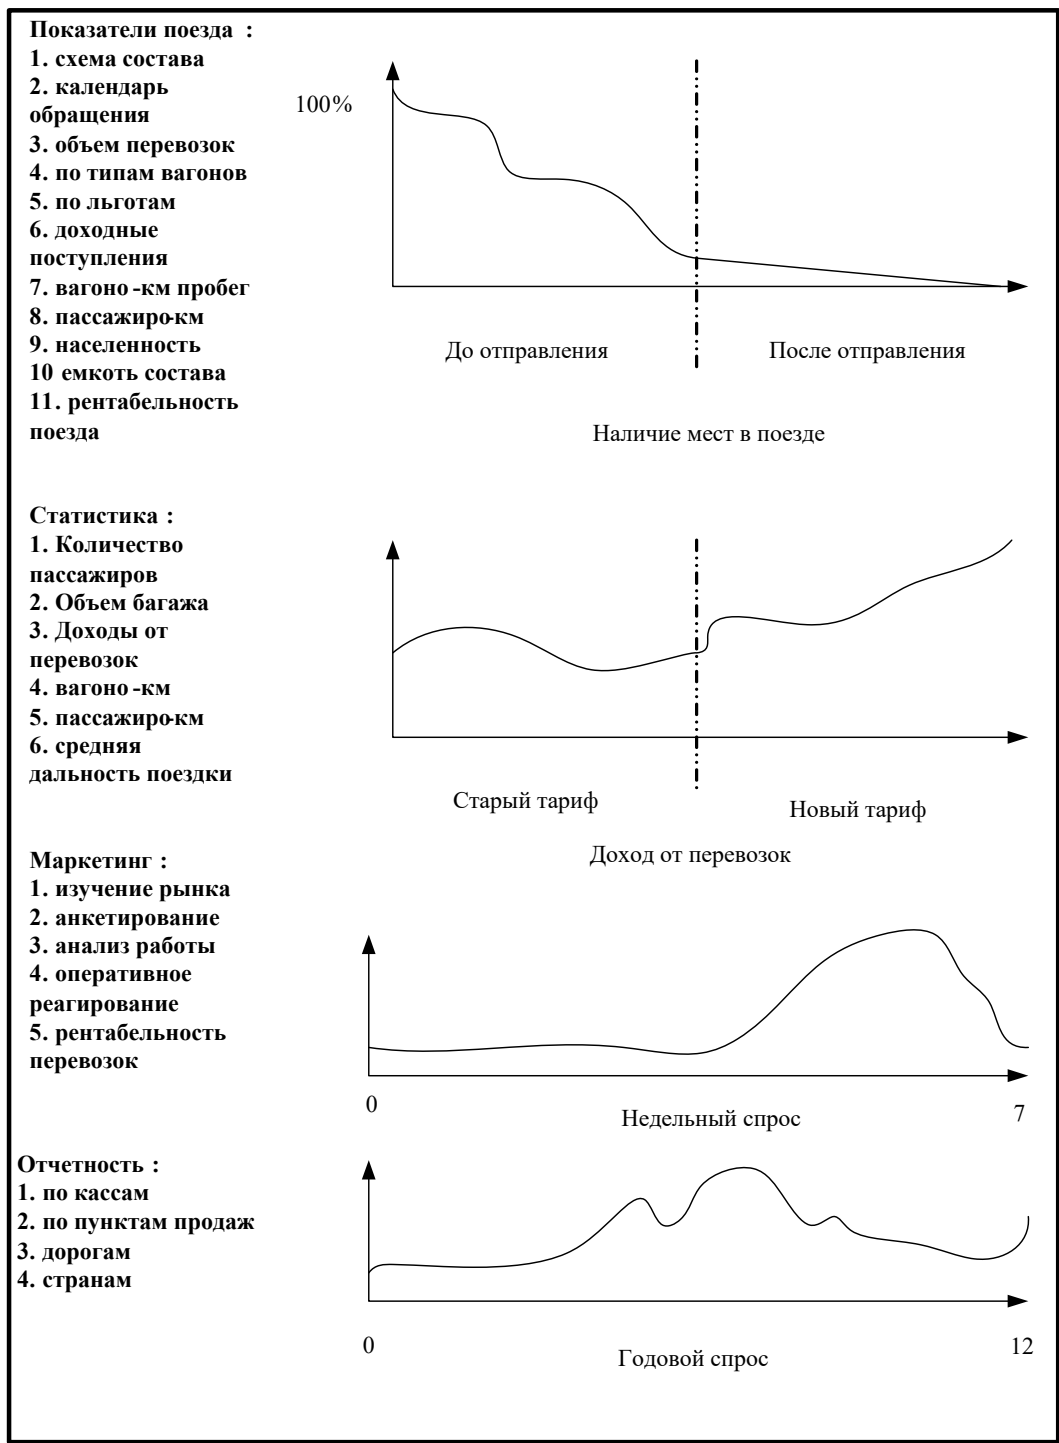 Показатели поезда :
1. схема состава
2. календарь
обращения
3. объем перевозок
4. по типам вагонов
5. по льготам
6. доходные
поступления
7. вагоно-км пробег
8. пассажиро-км
9. населенность
10 емкоть состава
11. рентабельность
поезда
100%
До отправления
После отправления
Наличие мест в поезде
Статистика :
1. Количество
пассажиров
2. Объем багажа
3. Доходы от
перевозок
4. вагоно-км
5. пассажиро-км
6. средняя
дальность поездки
Старый тариф
Новый тариф
Доход от перевозок
Маркетинг :
1. изучение рынка
2. анкетирование
3. анализ работы
4. оперативное
реагирование
5. рентабельность
перевозок
0
Недельный спрос
7
Отчетность :
1. по кассам
2. по пунктам продаж
3. дорогам
4. странам
0
Годовой спрос
12